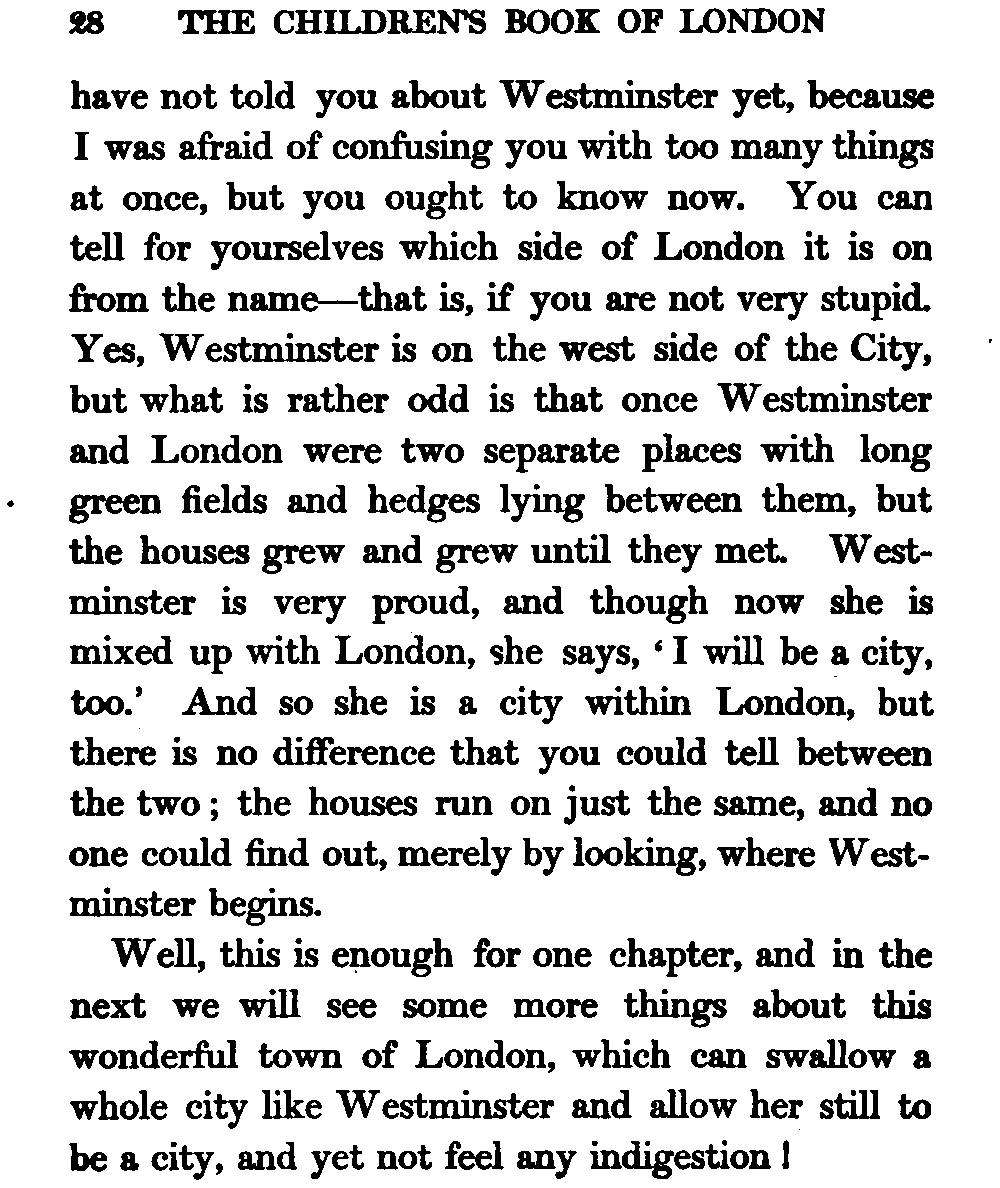 28 THE CHILDREN'S BOOK OF LONDON
have not told you about Westminster yet, because
I was afraid of confusing you with too many things
at once, but you ought to know now. You can
tell for yourselves which side of London it is on
from the name—that is, if you are not very stupid.
Yes, Westminster is on the west side of the City,
but what is rather odd is that once Westminster
and London were two separate places with long
green fields and hedges lying between them, but
the houses grew and grew until they met. West-
minster is very proud, and though now she is
mixed up with London, she says, ‘I will be a city,
too.’ And so she is a city within London, but
there is no difference that you could tell between
the two; the houses run on just the same, and no
one could find out, merely by looking, where West-
minster begins.
Well, this is enough for one chapter, and in the
next we will see some more things about this
wonderful town of London, which can swallow a
whole city like Westminster and allow her still to
be a city, and yet not feel any indigestion!